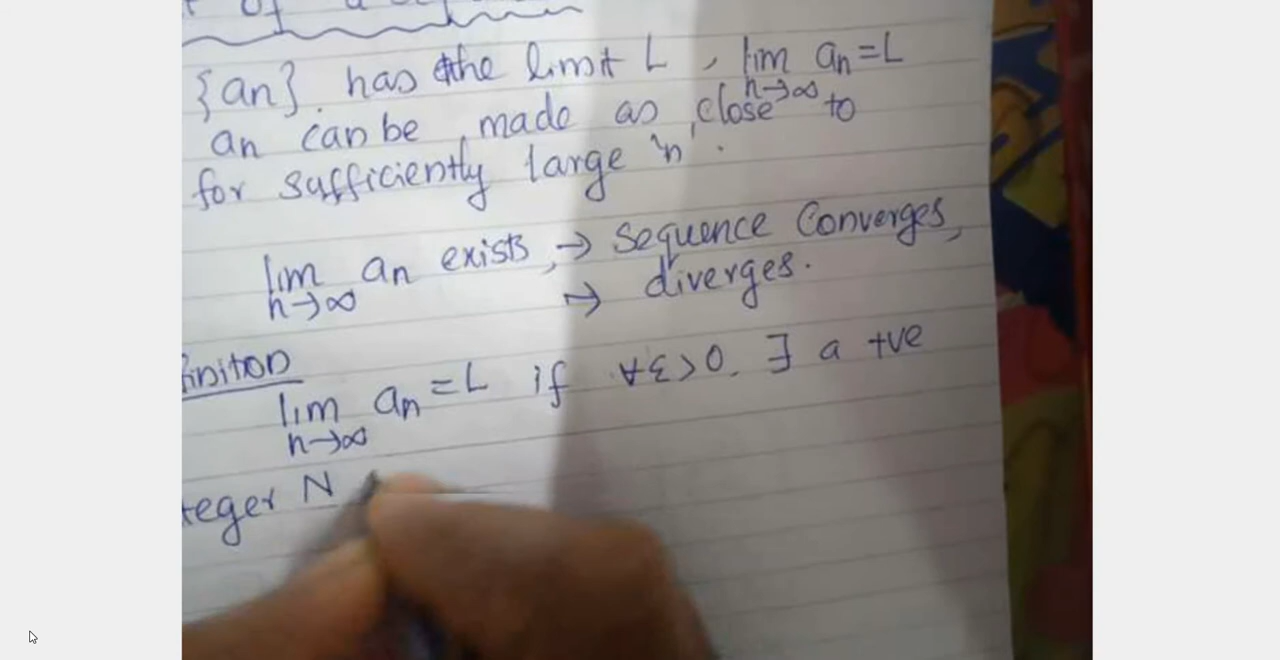 of a
{an}. has the limit L, lim an = L
n→∞
an can be made as close to
for sufficiently large 'n'.
lim an exists, → sequence Converges,
n→∞ → diverges.
finition
lim an = L if ∀ε>0. ∃ a +ve
n→∞
teger N